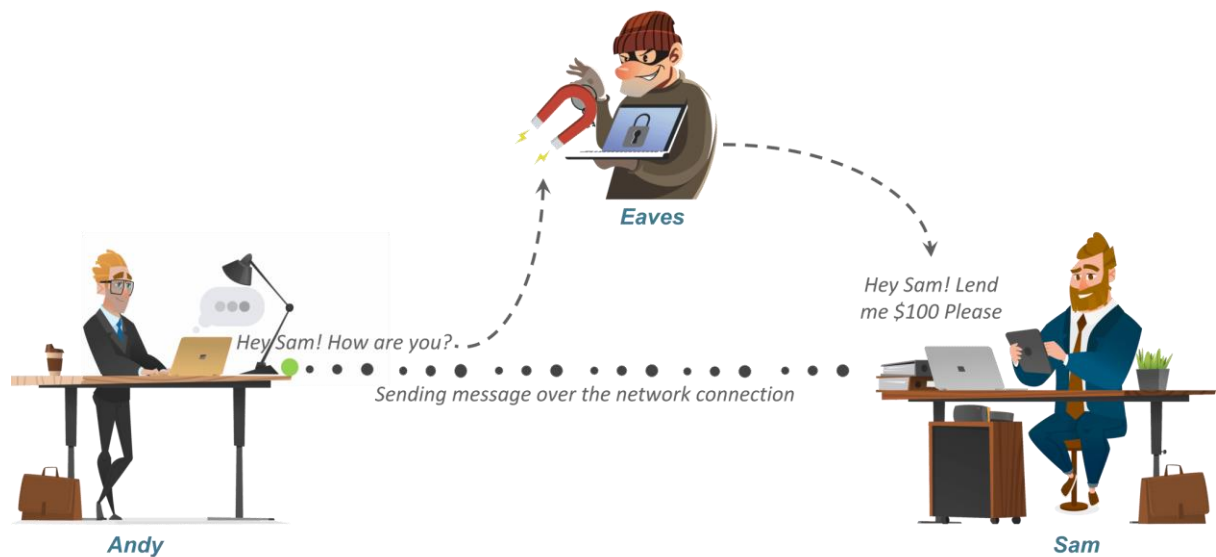 Eaves
Hey Sam! Lend
me $100 Please
Hey Sam! How are you?
Sending message over the network connection
Andy
Sam